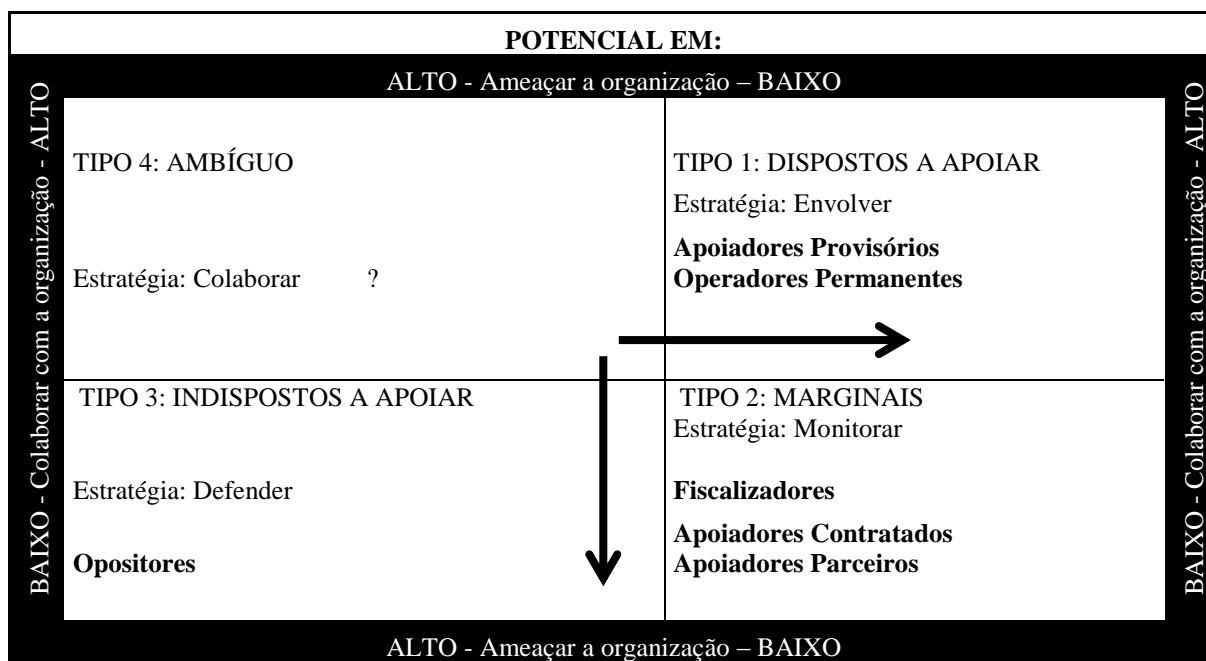 POTENCIAL EM:
ALTO - Ameaçar a organização – BAIXO
BAIXO - Colaborar com a organização - ALTO
TIPO 4: AMBÍGUO
Estratégia: Colaborar ?
TIPO 1: DISPOSTOS A APOIAR
Estratégia: Envolver
Apoiadores Provisórios
Operadores Permanentes
TIPO 3: INDISPOSTOS A APOIAR
Estratégia: Defender
Opositores
TIPO 2: MARGINAIS
Estratégia: Monitorar
Fiscalizadores
Apoiadores Contratados
Apoiadores Parceiros
BAIXO - Colaborar com a organização - ALTO
ALTO - Ameaçar a organização – BAIXO